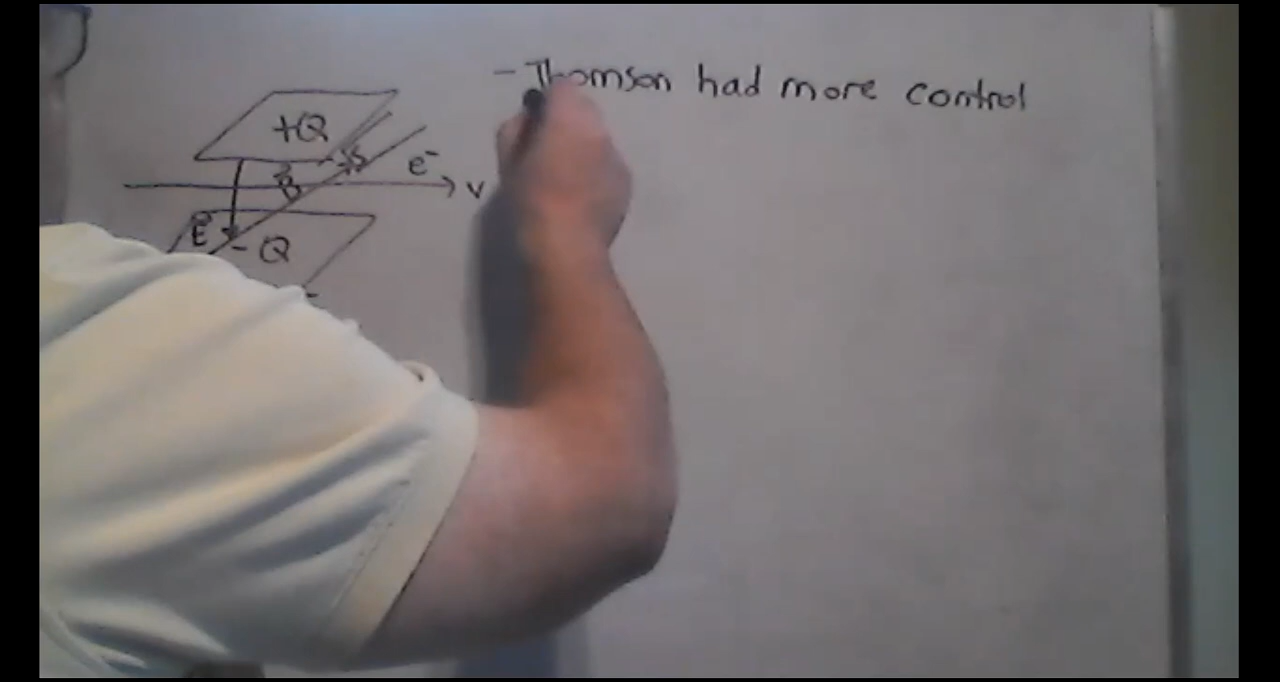 - Thomson had more control
+Q
B
e⁻
v
E
- Q